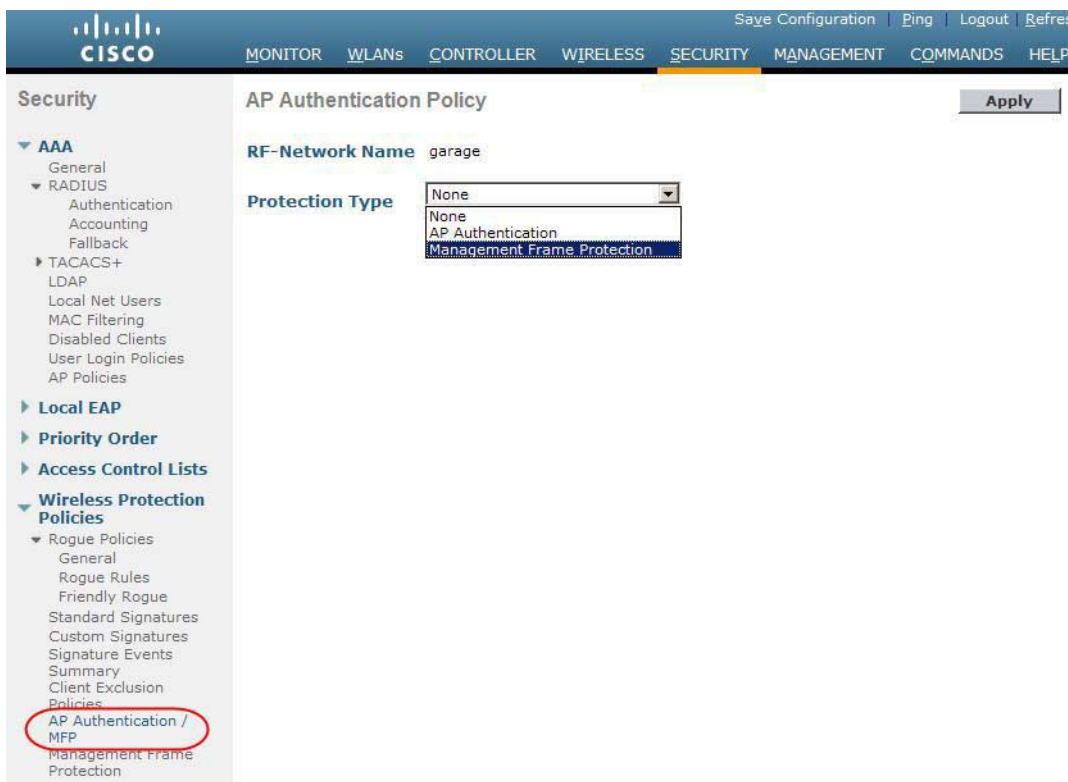 Save Configuration | Ping | Logout | Refres
CISCO
MONITOR WLANs CONTROLLER WIRELESS SECURITY MANAGEMENT COMMANDS HELP
Security
AAA
General
RADIUS
Authentication
Accounting
Fallback
TACACS+
LDAP
Local Net Users
MAC Filtering
Disabled Clients
User Login Policies
AP Policies
Local EAP
Priority Order
Access Control Lists
Wireless Protection
Policies
Rogue Policies
General
Rogue Rules
Friendly Rogue
Standard Signatures
Custom Signatures
Signature Events
Summary
Client Exclusion
Policies
AP Authentication /
MFP
Management Frame
Protection
AP Authentication Policy
Apply
RF-Network Name garage
Protection Type None
None
AP Authentication
Management Frame Protection